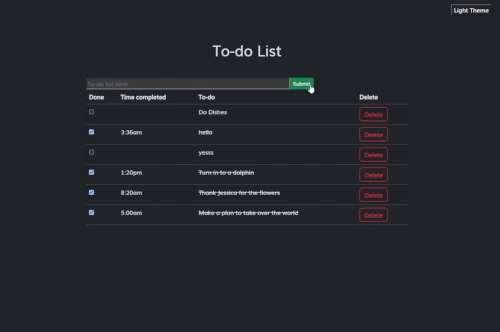 Light Theme
To-do List
To-do list item
Submit
Done Time completed To-do Delete
Do Dishes Delete
3:36am hello Delete
yesss Delete
1:20pm Turn in to a dolphin Delete
8:20am Thank Jessica for the flowers Delete
5:00am Make a plan to take over the world Delete